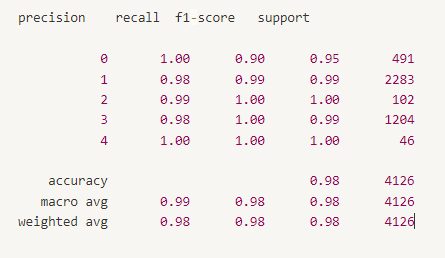 precision recall f1-score support
0 1.00 0.90 0.95 491
1 0.98 0.99 0.99 2283
2 0.99 1.00 1.00 102
3 0.98 1.00 0.99 1204
4 1.00 1.00 1.00 46
accuracy 0.98 4126
macro avg 0.99 0.98 0.98 4126
weighted avg 0.98 0.98 0.98 4126